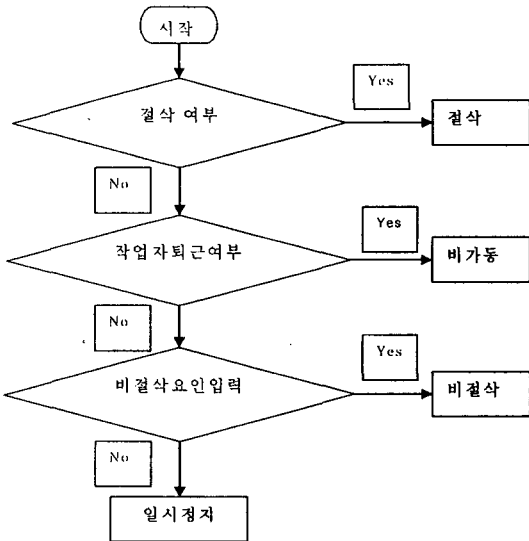 시작
Yes
절삭 여부
절삭
No
Yes
작업자퇴근여부
비가동
No
Yes
비절삭요인입력
비절삭
No
일시정지